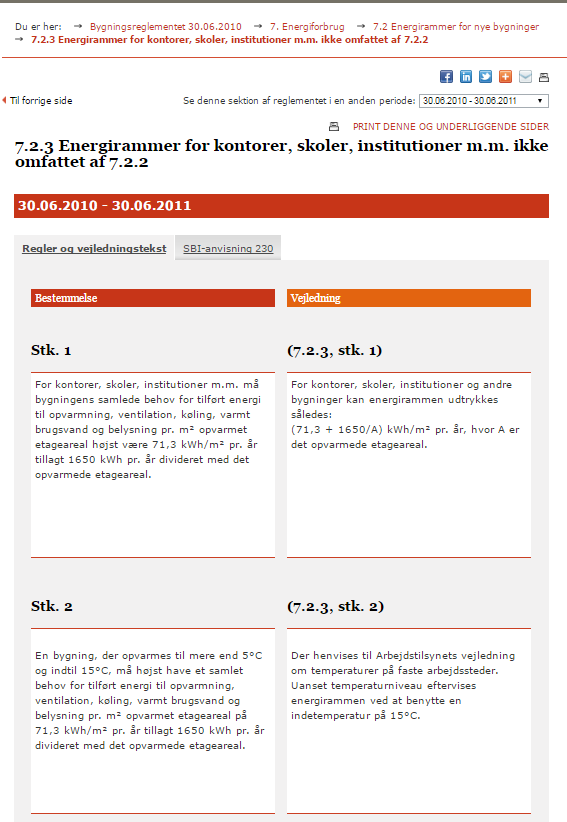 Du er her: → Bygningsreglementet 30.06.2010 → 7. Energiforbrug → 7.2 Energirammer for nye bygninger
→ 7.2.3 Energirammer for kontorer, skoler, institutioner m.m. ikke omfattet af 7.2.2
Til forrige side
Se denne sektion af reglementet i en anden periode: 30.06.2010 - 30.06.2011
PRINT DENNE OG UNDERLIGGENDE SIDER
7.2.3 Energirammer for kontorer, skoler, institutioner m.m. ikke
omfattet af 7.2.2
30.06.2010 - 30.06.2011
Regler og vejledningstekst
SBI-anvisning 230
Bestemmelse
Vejledning
Stk. 1
(7.2.3, stk. 1)
For kontorer, skoler, institutioner m.m. må
bygningens samlede behov for tilført energi
til opvarmning, ventilation, køling, varmt
brugsvand og belysning pr. m² opvarmet
etageareal højst være 71,3 kWh/m² pr. år
tillagt 1650 kWh pr. år divideret med det
opvarmede etageareal.
For kontorer, skoler, institutioner og andre
bygninger kan energirammen udtrykkes
således:
(71,3 + 1650/A) kWh/m² pr. år, hvor A er
det opvarmede etageareal.
Stk. 2
(7.2.3, stk. 2)
En bygning, der opvarmes til mere end 5°C
og indtil 15°C, må højst have et samlet
behov for tilført energi til opvarmning,
ventilation, køling, varmt brugsvand og
belysning pr. m² opvarmet etageareal på
71,3 kWh/m² pr. år tillagt 1650 kWh pr. år
divideret med det opvarmede etageareal.
Der henvises til Arbejdstilsynets vejledning
om temperaturer på faste arbejdssteder.
Uanset temperaturniveau eftervises
energirammen ved at benytte en
indetemperatur på 15°C.